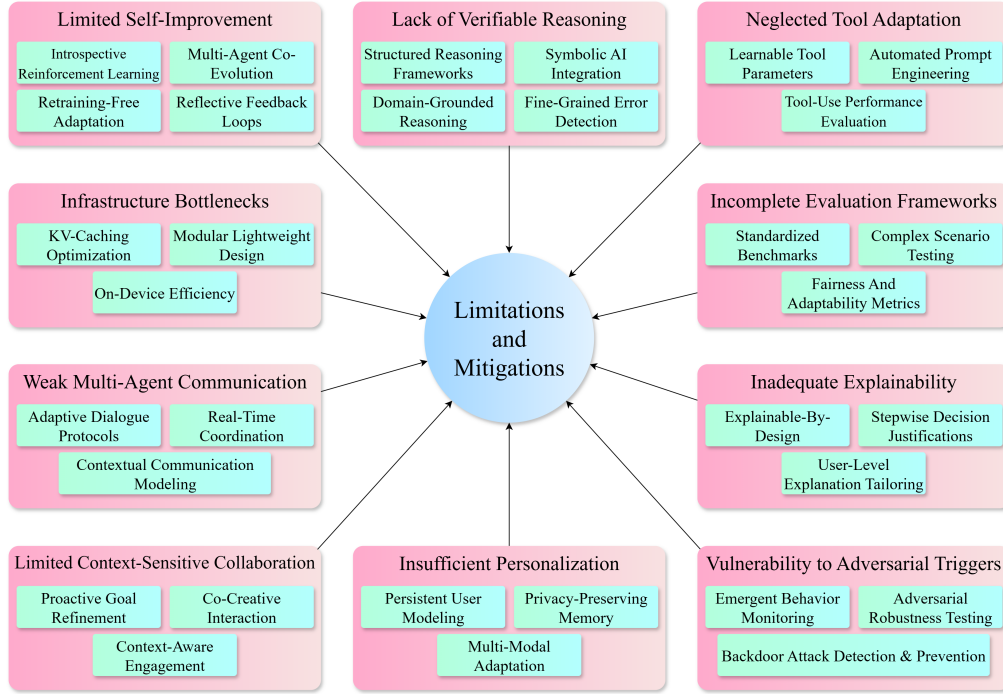 Limited Self-Improvement
Introspective
Reinforcement Learning
Multi-Agent Co-
Evolution
Retraining-Free
Adaptation
Reflective Feedback
Loops
Lack of Verifiable Reasoning
Structured Reasoning
Frameworks
Symbolic AI
Integration
Domain-Grounded
Reasoning
Fine-Grained Error
Detection
Neglected Tool Adaptation
Learnable Tool
Parameters
Automated Prompt
Engineering
Tool-Use Performance
Evaluation
Infrastructure Bottlenecks
KV-Caching
Optimization
Modular Lightweight
Design
On-Device Efficiency
Limitations
and
Mitigations
Incomplete Evaluation Frameworks
Standardized
Benchmarks
Complex Scenario
Testing
Fairness And
Adaptability Metrics
Weak Multi-Agent Communication
Adaptive Dialogue
Protocols
Real-Time
Coordination
Contextual Communication
Modeling
Inadequate Explainability
Explainable-By-
Design
Stepwise Decision
Justifications
User-Level
Explanation Tailoring
Limited Context-Sensitive Collaboration
Proactive Goal
Refinement
Co-Creative
Interaction
Context-Aware
Engagement
Insufficient Personalization
Persistent User
Modeling
Privacy-Preserving
Memory
Multi-Modal
Adaptation
Vulnerability to Adversarial Triggers
Emergent Behavior
Monitoring
Adversarial
Robustness Testing
Backdoor Attack Detection & Prevention